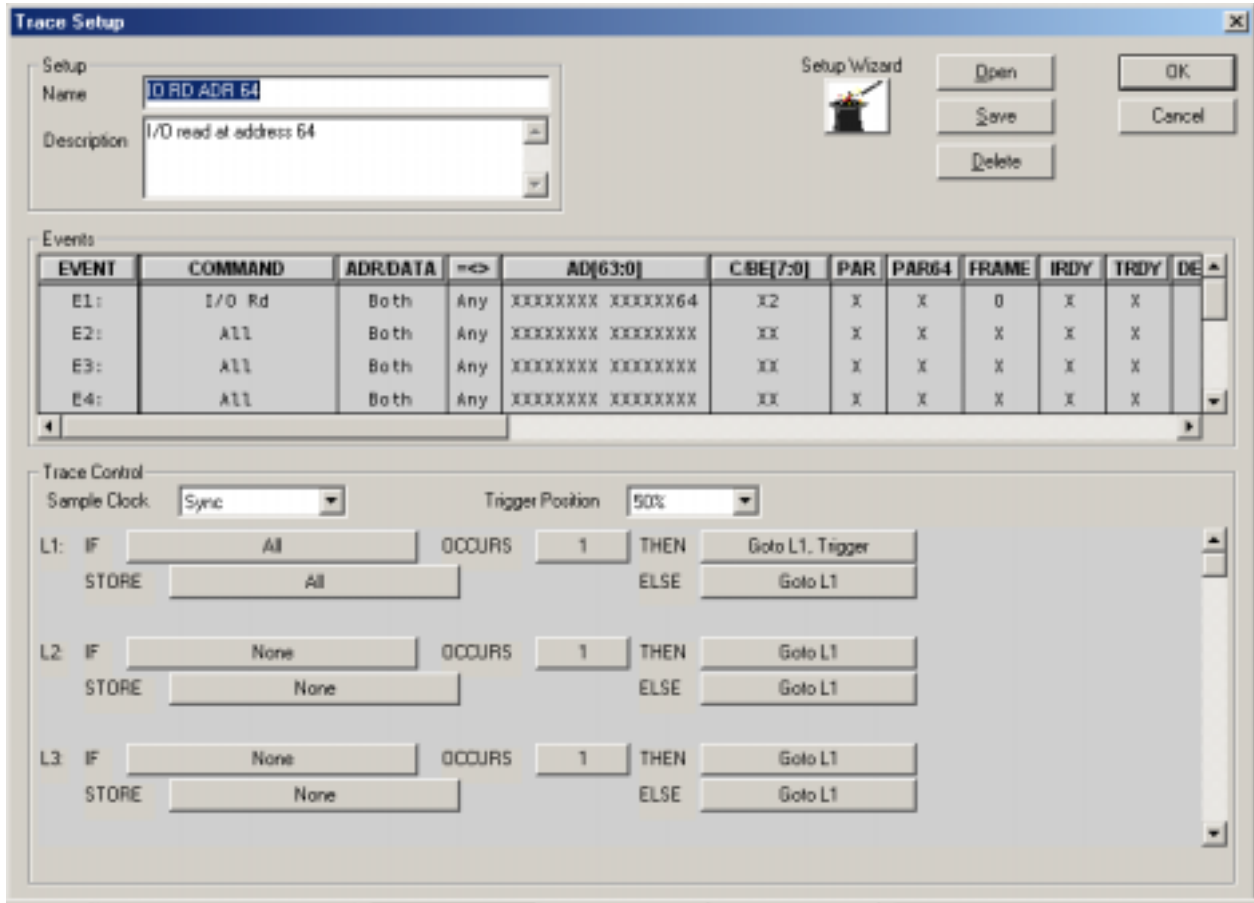 Trace Setup
Setup
Name IO RD ADR 64
Description I/O read at address 64
Setup Wizard
Open
Save
Delete
OK
Cancel
Events
EVENT COMMAND ADR/DATA =<> AD[63:0] C/BE[7:0] PAR PAR64 FRAME IRDY TRDY DE
E1: I/O Rd Both Any XXXXXXXX XXXXXX64 X2 X X 0 X X
E2: All Both Any XXXXXXXX XXXXXXXX XX X X X X X
E3: All Both Any XXXXXXXX XXXXXXXX XX X X X X X
E4: All Both Any XXXXXXXX XXXXXXXX XX X X X X X
Trace Control
Sample Clock Sync Trigger Position 50%
L1: IF All OCCURS 1 THEN Goto L1, Trigger
STORE All ELSE Goto L1
L2: IF None OCCURS 1 THEN Goto L1
STORE None ELSE Goto L1
L3: IF None OCCURS 1 THEN Goto L1
STORE None ELSE Goto L1